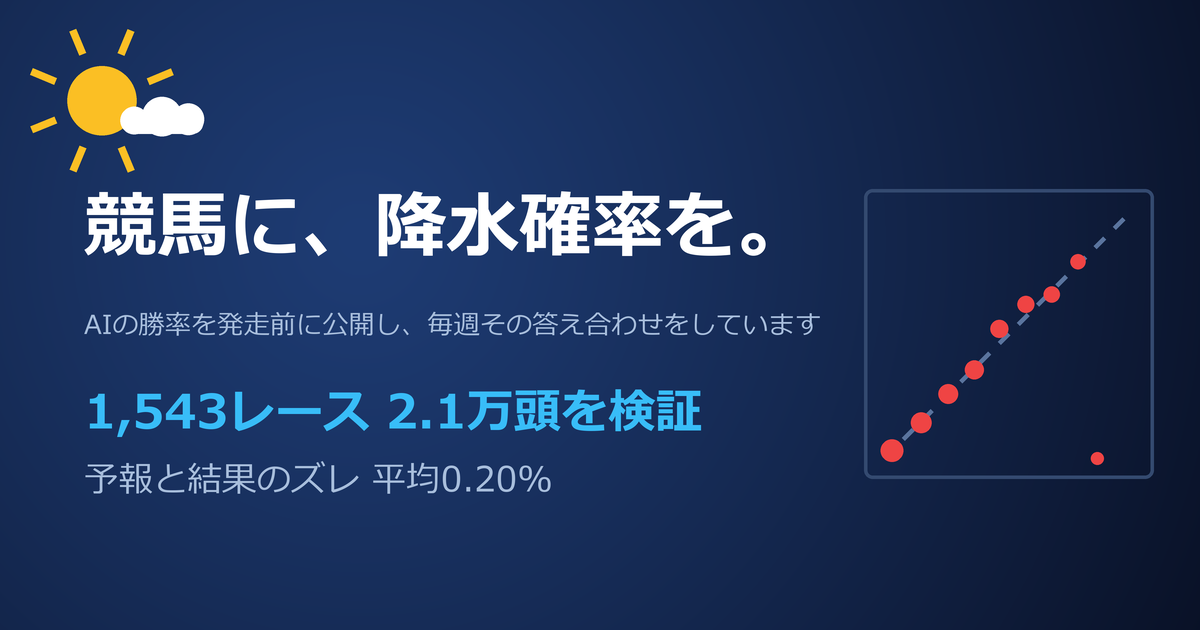 競馬に、降水確率を。
AIの勝率を発走前に公開し、毎週その答え合わせをしています
1,543レース 2.1万頭を検証
予報と結果のズレ 平均0.20%